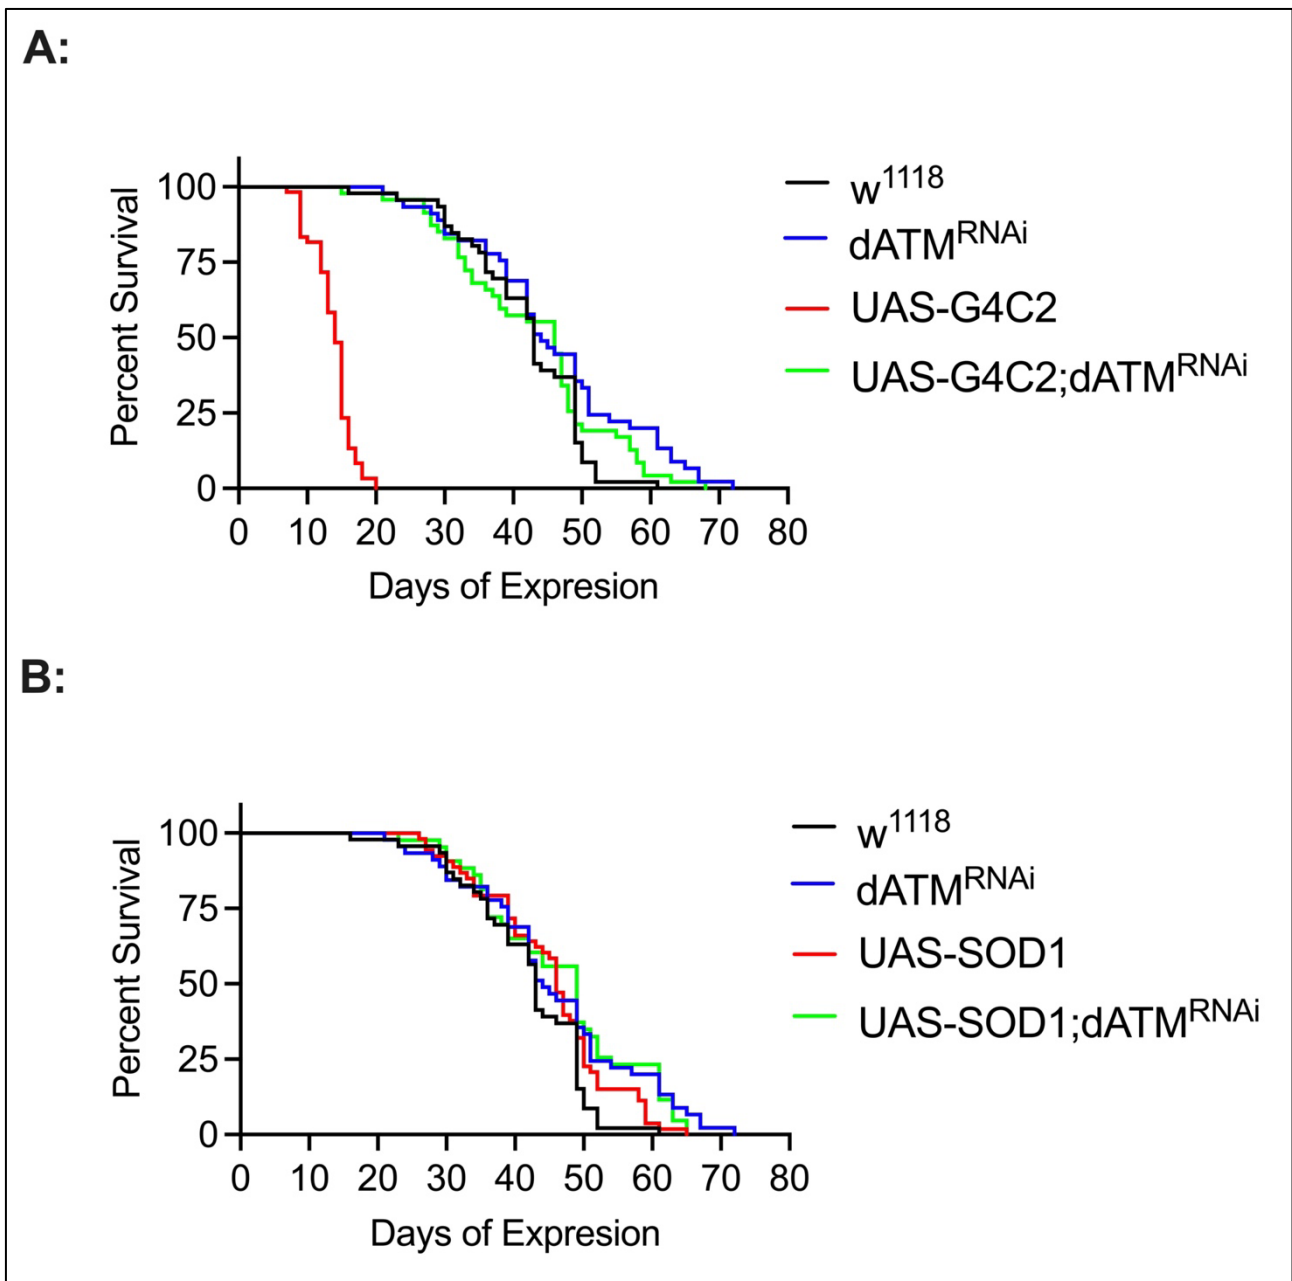 A:
Percent Survival
100
75
50
25
0
0 10 20 30 40 50 60 70 80
Days of Expresion
w1118
dATMRNAi
UAS-G4C2
UAS-G4C2;dATMRNAi
B:
Percent Survival
100
75
50
25
0
0 10 20 30 40 50 60 70 80
Days of Expresion
w1118
dATMRNAi
UAS-SOD1
UAS-SOD1;dATMRNAi